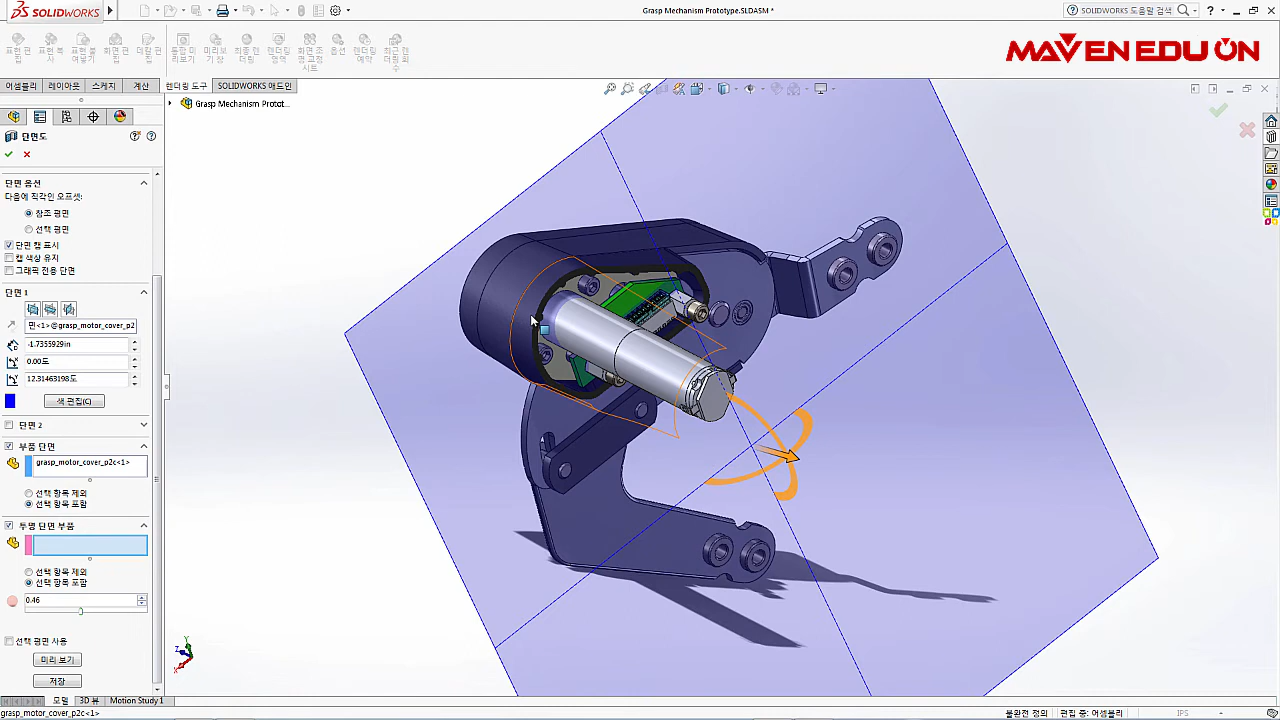 SOLIDWORKS
Grasp Mechanism Prototype.SLDASM *
SOLIDWORKS 도움말 검색
MAVEN EDU ON
어셈블리
레이아웃
스케치
계산
렌더링 도구
SOLIDWORKS 애드인
Grasp Mechanism Protot...
단면도
단면 옵션
다음에 직각인 오프셋:
참조 평면
선택 평면
단면 캡 표시
캡 색상 유지
그래픽 전용 단면
단면 1
면<1>@grasp_motor_cover_p2
-1.7355929in
0.00도
12.31463198도
색 편집(C)
단면 2
부품 단면
grasp_motor_cover_p2c<1>
선택 항목 제외
선택 항목 포함
투명 단면 부품
선택 항목 제외
선택 항목 포함
0.46
선택 평면 사용
미리 보기
저장
Y
Z
X
모델
3D 뷰
Motion Study 1
grasp_motor_cover_p2c<1>
불완전 정의
편집 중: 어셈블리
IPS